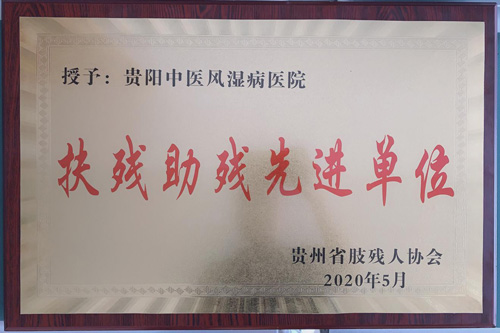 授予：贵阳中医风湿病医院
扶残助残先进单位
贵州省肢残人协会
2020年5月